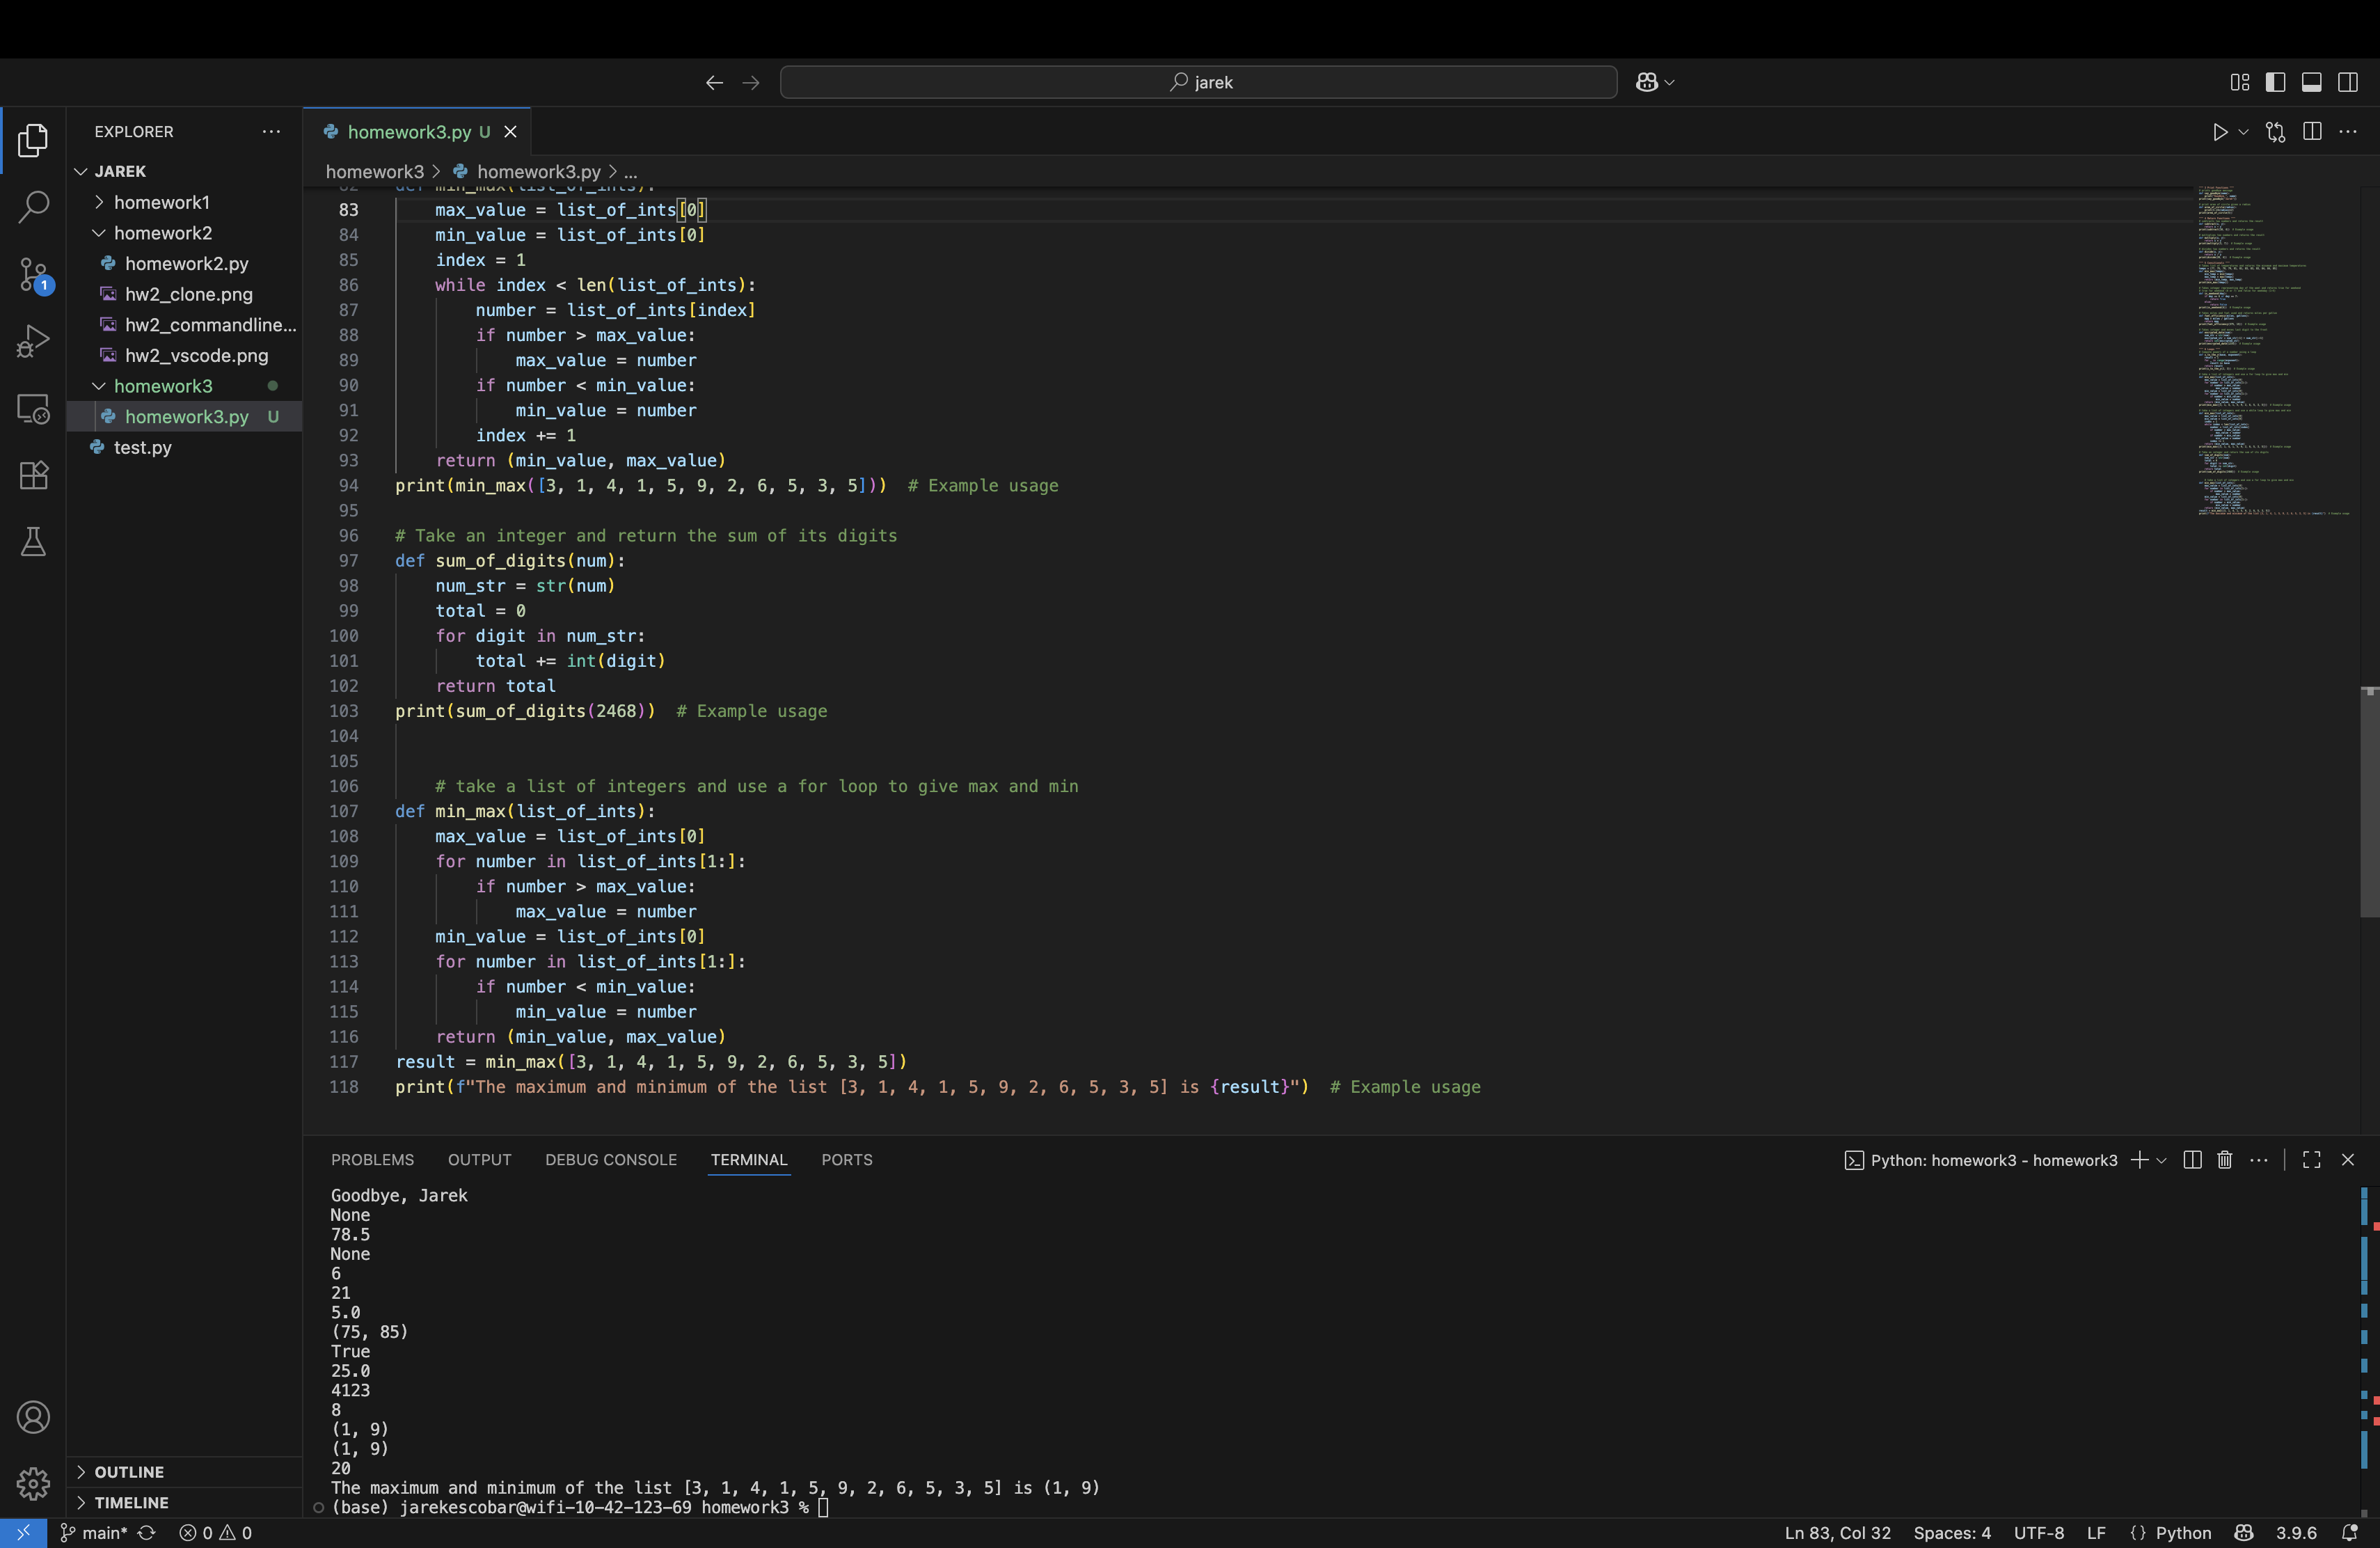 jarek
EXPLORER
homework3.py U
JAREK
homework3 > homework3.py > ...
homework1
homework2
homework2.py
hw2_clone.png
hw2_commandline...
hw2_vscode.png
homework3
homework3.py U
test.py
82 def min_max(list_of_ints):
83 max_value = list_of_ints[0]
84 min_value = list_of_ints[0]
85 index = 1
86 while index < len(list_of_ints):
87 number = list_of_ints[index]
88 if number > max_value:
89 max_value = number
90 if number < min_value:
91 min_value = number
92 index += 1
93 return (min_value, max_value)
94 print(min_max([3, 1, 4, 1, 5, 9, 2, 6, 5, 3, 5])) # Example usage
95
96 # Take an integer and return the sum of its digits
97 def sum_of_digits(num):
98 num_str = str(num)
99 total = 0
100 for digit in num_str:
101 total += int(digit)
102 return total
103 print(sum_of_digits(2468)) # Example usage
104
105
106 # take a list of integers and use a for loop to give max and min
107 def min_max(list_of_ints):
108 max_value = list_of_ints[0]
109 for number in list_of_ints[1:]:
110 if number > max_value:
111 max_value = number
112 min_value = list_of_ints[0]
113 for number in list_of_ints[1:]:
114 if number < min_value:
115 min_value = number
116 return (min_value, max_value)
117 result = min_max([3, 1, 4, 1, 5, 9, 2, 6, 5, 3, 5])
118 print(f"The maximum and minimum of the list [3, 1, 4, 1, 5, 9, 2, 6, 5, 3, 5] is {result}") # Example usage
PROBLEMS OUTPUT DEBUG CONSOLE TERMINAL PORTS
Python: homework3 - homework3
Goodbye, Jarek
None
78.5
None
6
21
5.0
(75, 85)
True
25.0
4123
8
(1, 9)
(1, 9)
20
The maximum and minimum of the list [3, 1, 4, 1, 5, 9, 2, 6, 5, 3, 5] is (1, 9)
(base) jarekescobar@wifi-10-42-123-69 homework3 %
OUTLINE
TIMELINE
1
main* 0 0
Ln 83, Col 32 Spaces: 4 UTF-8 LF {} Python 3.9.6